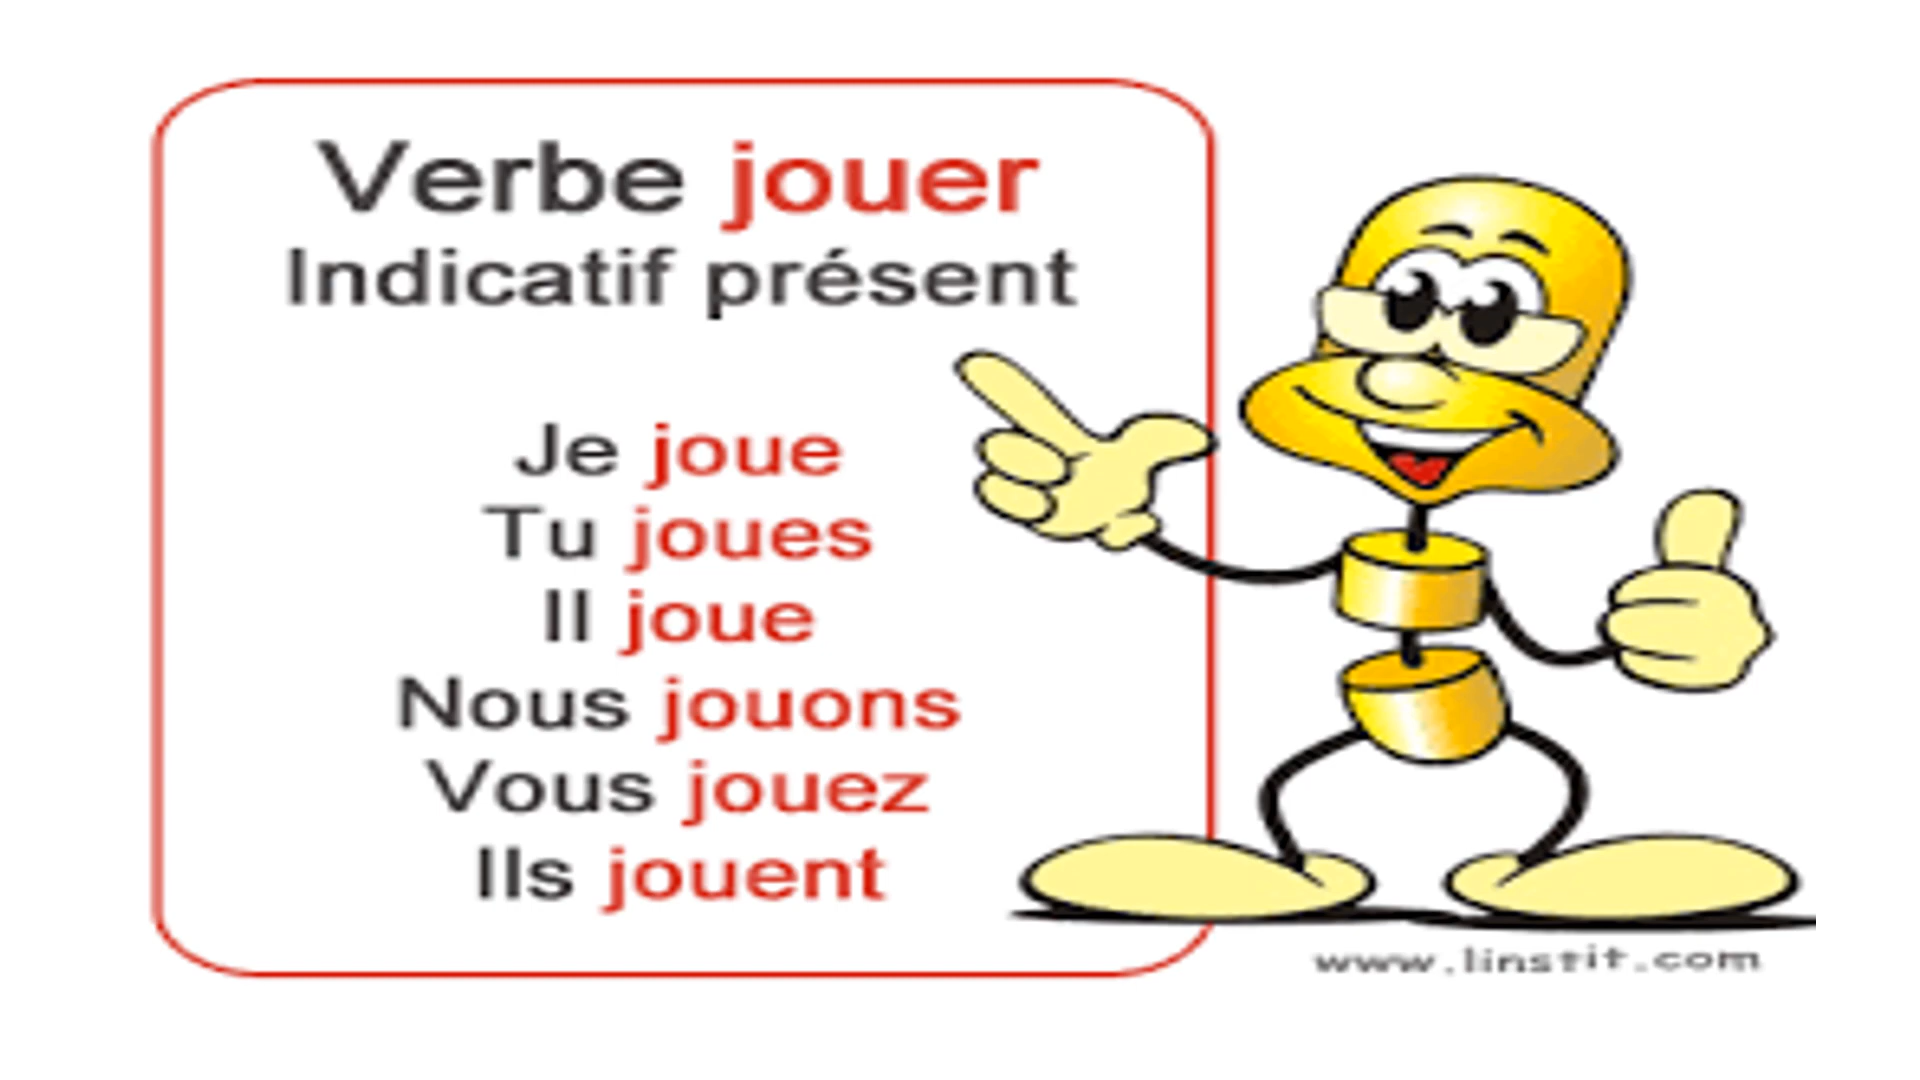 Verbe jouer
Indicatif présent
Je joue
Tu joues
Il joue
Nous jouons
Vous jouez
Ils jouent
www.linstit.com